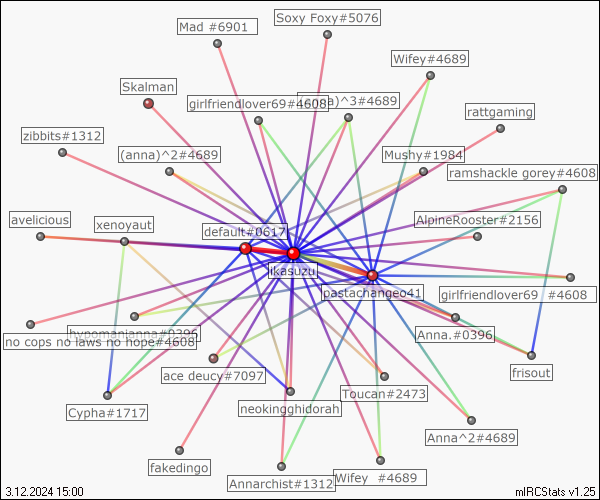 Soxy Foxy#5076
Mad #6901
Wifey#4689
Skalman
girlfriendlover69#4608
)^3#4689
rattgaming
zibbits#1312
(anna)^2#4689
Mushy#1984
ramshackle gorey#4608
avelicious
xenoyaut
default#0617
AlpineRooster#2156
ikasuzu
pastachangeo41
girlfriendlover69 #4608
hypomanianna#0396
Anna.#0396
no cops no laws no hope#4608
ace deucy#7097
frisout
Toucan#2473
Cypha#1717
neokingghidorah
Anna^2#4689
fakedingo
Annarchist#1312
Wifey #4689
3.12.2024 15:00
mIRCStats v1.25